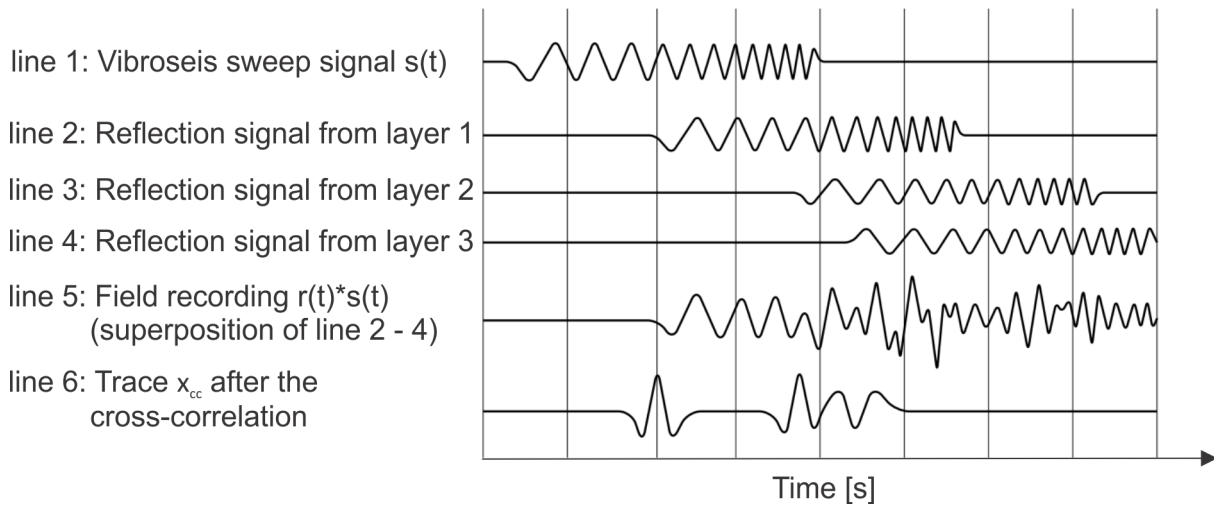 line 1: Vibroseis sweep signal s(t)
line 2: Reflection signal from layer 1
line 3: Reflection signal from layer 2
line 4: Reflection signal from layer 3
line 5: Field recording r(t)*s(t)
(superposition of line 2 - 4)
line 6: Trace xcc after the
cross-correlation
Time [s]